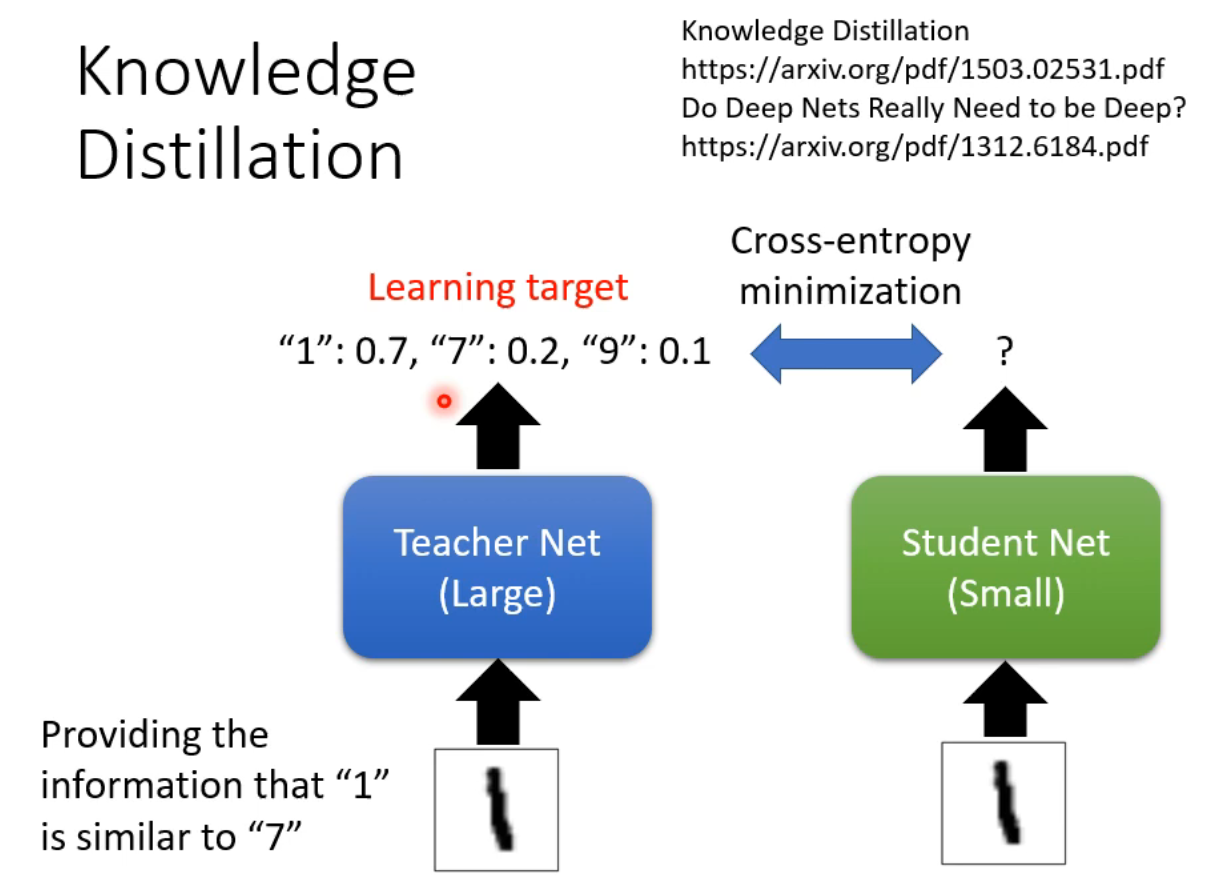 Knowledge
Distillation
Knowledge Distillation
https://arxiv.org/pdf/1503.02531.pdf
Do Deep Nets Really Need to be Deep?
https://arxiv.org/pdf/1312.6184.pdf
Cross-entropy
minimization
Learning target
“1”: 0.7, “7”: 0.2, “9”: 0.1
?
Teacher Net
(Large)
Student Net
(Small)
Providing the
information that “1”
is similar to “7”
1
1